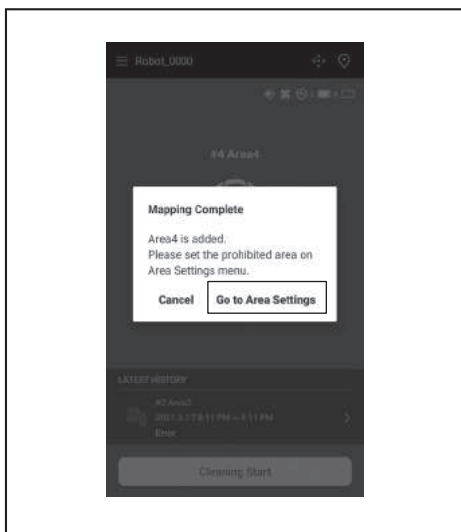 Robot_0000
#4 Area4
Mapping Complete
Area4 is added.
Please set the prohibited area on
Area Settings menu.
Cancel Go to Area Settings
LATEST HISTORY
#2 Area2
Error
Cleaning Start